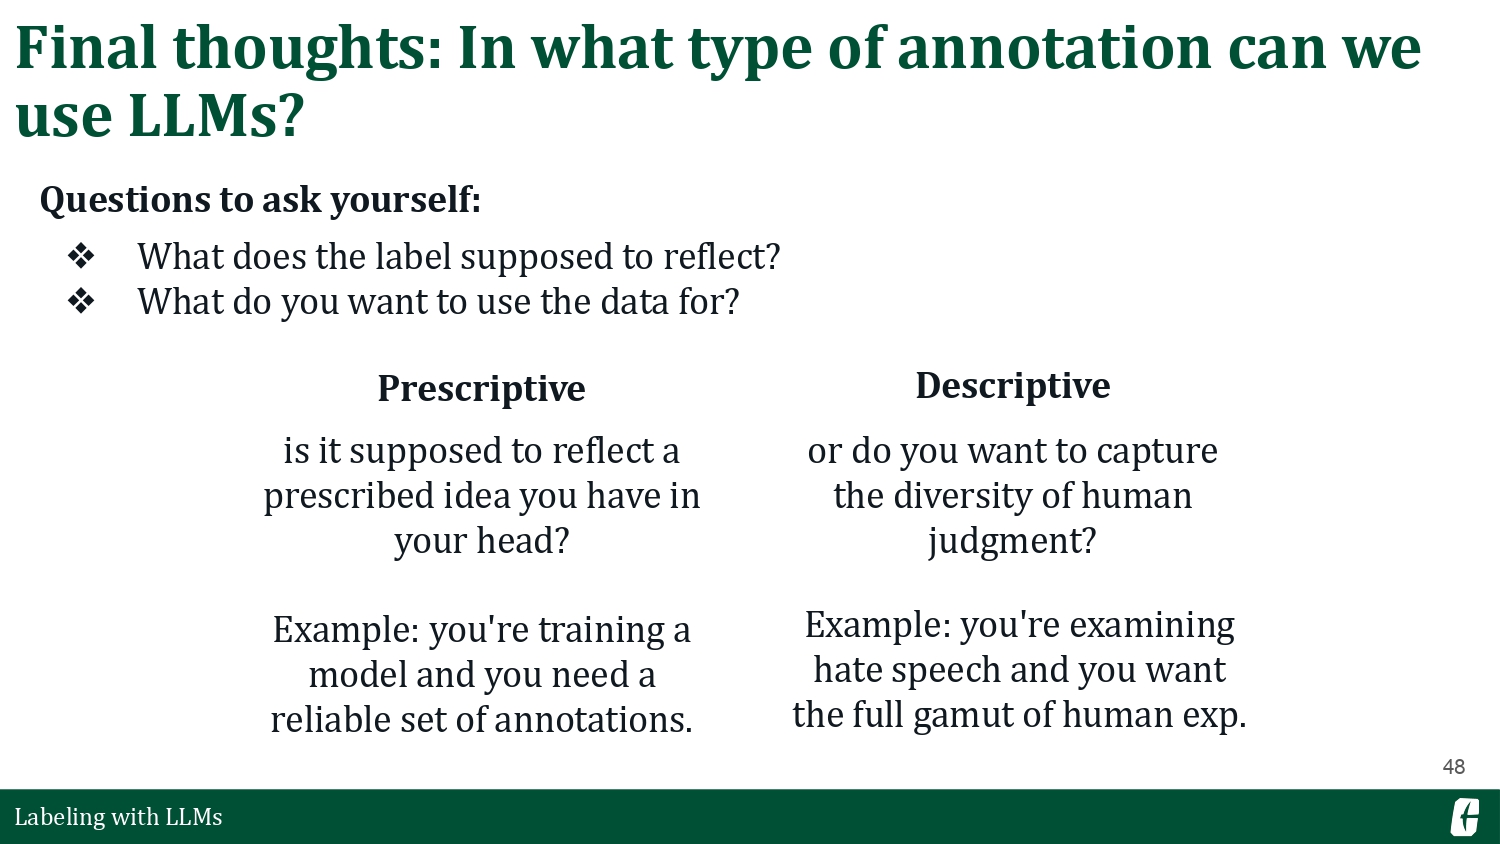 Final thoughts: In what type of annotation can we
use LLMs?
Questions to ask yourself:
❖ What does the label supposed to reflect?
❖ What do you want to use the data for?
Prescriptive
is it supposed to reflect a
prescribed idea you have in
your head?
Example: you're training a
model and you need a
reliable set of annotations.
Descriptive
or do you want to capture
the diversity of human
judgment?
Example: you're examining
hate speech and you want
the full gamut of human exp.
48
Labeling with LLMs